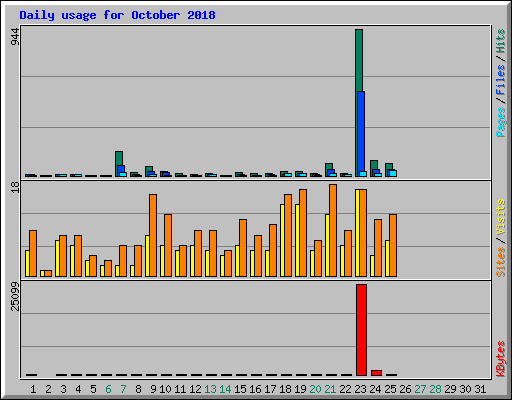 Daily usage for October 2018
944
18
25099
Pages / Files / Hits
Sites / Visits
KBytes
1 2 3 4 5 6 7 8 9 10 11 12 13 14 15 16 17 18 19 20 21 22 23 24 25 26 27 28 29 30 31